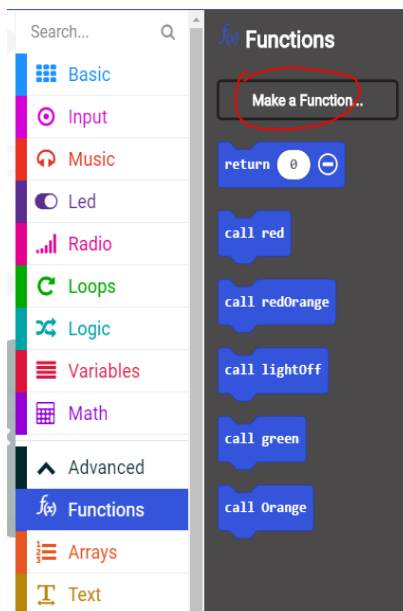 Search...
Basic
Input
Music
Led
Radio
Loops
Logic
Variables
Math
Advanced
f(x) Functions
Arrays
Text
f(x) Functions
Make a Function...
return 0
call red
call redOrange
call lightOff
call green
call Orange